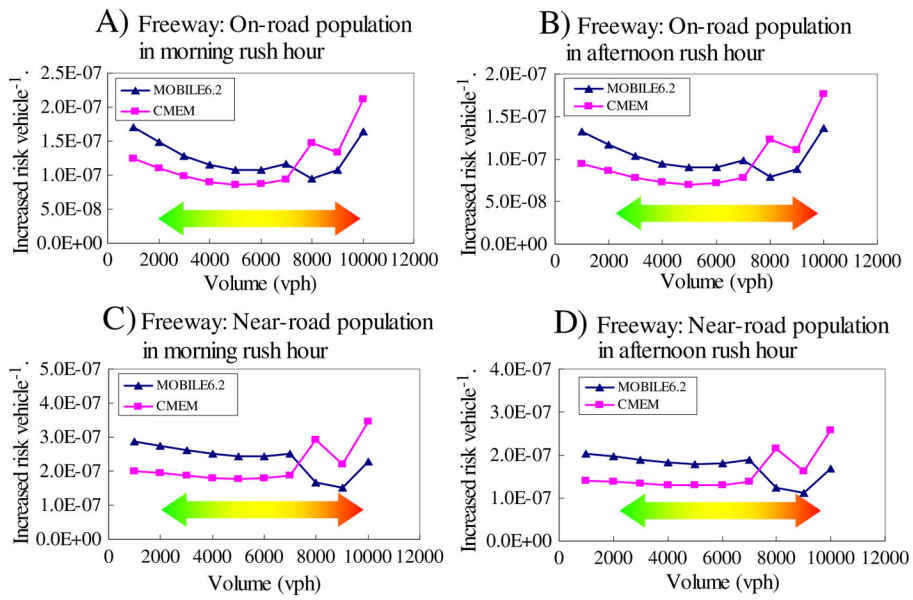 A) Freeway: On-road population
in morning rush hour
Increased risk vehicle⁻¹.
2.5E-07
2.0E-07
1.5E-07
1.0E-07
5.0E-08
0.0E+00
MOBILE6.2
CMEM
0 2000 4000 6000 8000 10000 12000
Volume (vph)
B) Freeway: On-road population
in afternoon rush hour
Increased risk vehicle⁻¹.
2.0E-07
1.5E-07
1.0E-07
5.0E-08
0.0E+00
MOBILE6.2
CMEM
0 2000 4000 6000 8000 10000 12000
Volume (vph)
C) Freeway: Near-road population
in morning rush hour
Increased risk vehicle⁻¹.
5.0E-07
4.0E-07
3.0E-07
2.0E-07
1.0E-07
0.0E+00
MOBILE6.2
CMEM
0 2000 4000 6000 8000 10000 12000
Volume (vph)
D) Freeway: Near-road population
in afternoon rush hour
Increased risk vehicle⁻¹.
4.0E-07
3.0E-07
2.0E-07
1.0E-07
0.0E+00
MOBILE6.2
CMEM
0 2000 4000 6000 8000 10000 12000
Volume (vph)